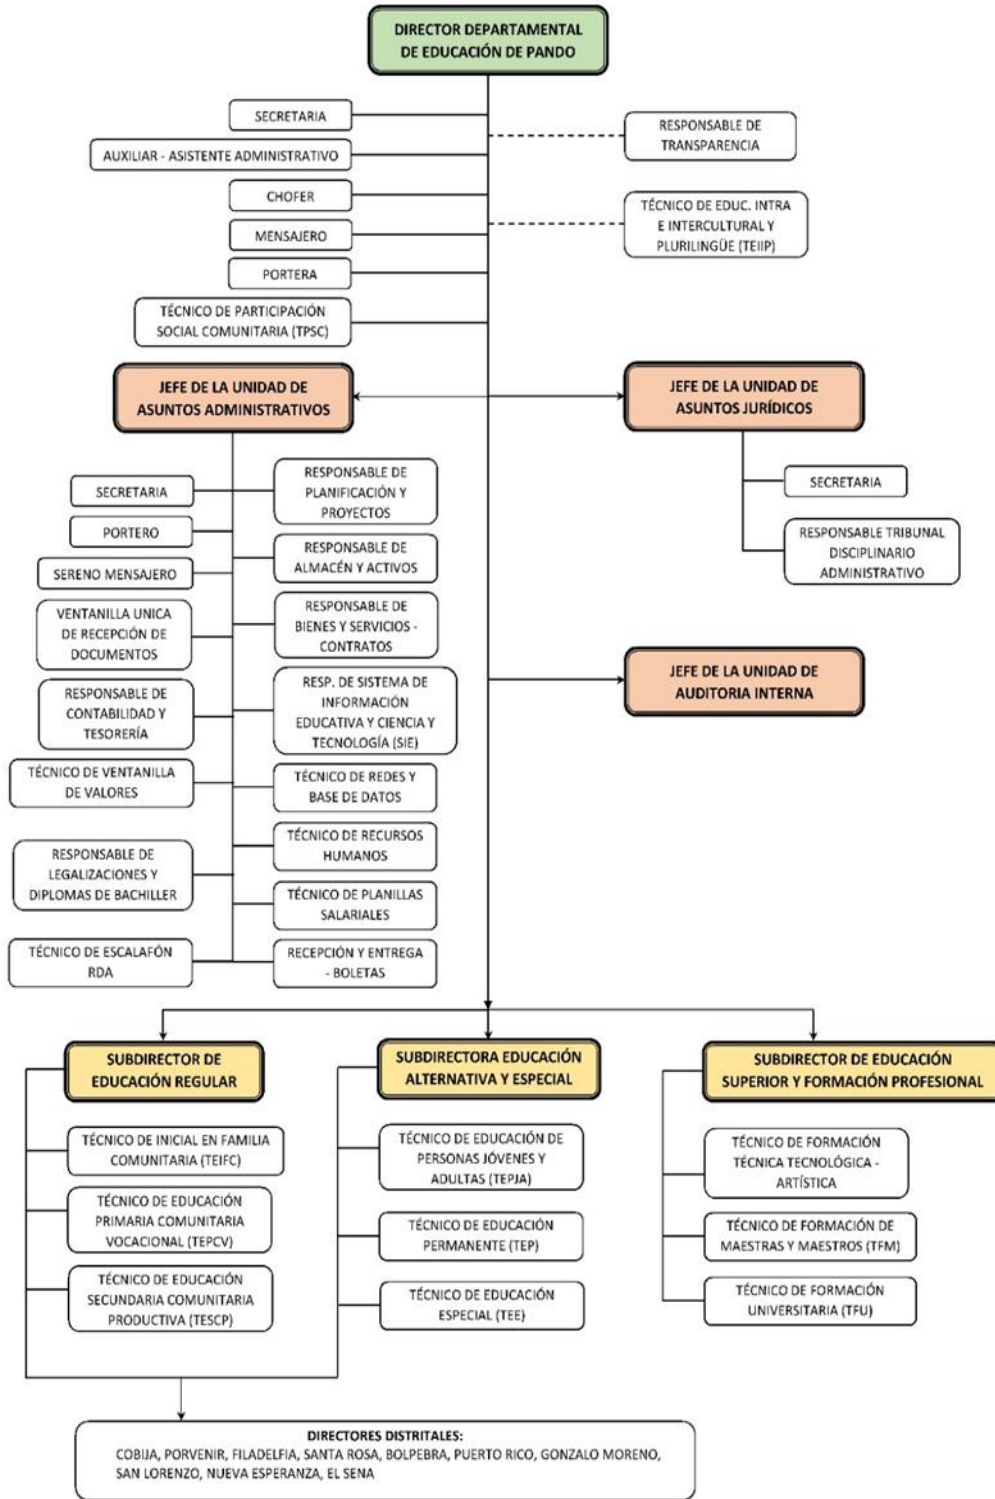 DIRECTOR DEPARTAMENTAL
DE EDUCACIÓN DE PANDO
SECRETARIA
RESPONSABLE DE
TRANSPARENCIA
AUXILIAR - ASISTENTE ADMINISTRATIVO
CHOFER
TÉCNICO DE EDUC. INTRA
E INTERCULTURAL Y
PLURILINGÜE (TEIIP)
MENSAJERO
PORTERA
TÉCNICO DE PARTICIPACIÓN
SOCIAL COMUNITARIA (TPSC)
JEFE DE LA UNIDAD DE
ASUNTOS ADMINISTRATIVOS
JEFE DE LA UNIDAD DE
ASUNTOS JURÍDICOS
SECRETARIA
PORTERO
SERENO MENSAJERO
VENTANILLA UNICA
DE RECEPCIÓN DE
DOCUMENTOS
RESPONSABLE DE
CONTABILIDAD Y
TESORERÍA
TÉCNICO DE VENTANILLA
DE VALORES
RESPONSABLE DE
LEGALIZACIONES Y
DIPLOMAS DE BACHILLER
TÉCNICO DE ESCALAFÓN
RDA
RESPONSABLE DE
PLANIFICACIÓN Y
PROYECTOS
RESPONSABLE DE
ALMACÉN Y ACTIVOS
RESPONSABLE DE
BIENES Y SERVICIOS -
CONTRATOS
RESP. DE SISTEMA DE
INFORMACIÓN
EDUCATIVA Y CIENCIA Y
TECNOLOGÍA (SIE)
TÉCNICO DE REDES Y
BASE DE DATOS
TÉCNICO DE RECURSOS
HUMANOS
TÉCNICO DE PLANILLAS
SALARIALES
RECEPCIÓN Y ENTREGA
- BOLETAS
SECRETARIA
RESPONSABLE TRIBUNAL
DISCIPLINARIO
ADMINISTRATIVO
JEFE DE LA UNIDAD DE
AUDITORIA INTERNA
SUBDIRECTOR DE
EDUCACIÓN REGULAR
TÉCNICO DE INICIAL EN FAMILIA
COMUNITARIA (TEIFC)
TÉCNICO DE EDUCACIÓN
PRIMARIA COMUNITARIA
VOCACIONAL (TEPCV)
TÉCNICO DE EDUCACIÓN
SECUNDARIA COMUNITARIA
PRODUCTIVA (TESCP)
SUBDIRECTORA EDUCACIÓN
ALTERNATIVA Y ESPECIAL
TÉCNICO DE EDUCACIÓN DE
PERSONAS JÓVENES Y
ADULTAS (TEPJA)
TÉCNICO DE EDUCACIÓN
PERMANENTE (TEP)
TÉCNICO DE EDUCACIÓN
ESPECIAL (TEE)
SUBDIRECTOR DE EDUCACIÓN
SUPERIOR Y FORMACIÓN PROFESIONAL
TÉCNICO DE FORMACIÓN
TÉCNICA TECNOLÓGICA -
ARTÍSTICA
TÉCNICO DE FORMACIÓN DE
MAESTRAS Y MAESTROS (TFM)
TÉCNICO DE FORMACIÓN
UNIVERSITARIA (TFU)
DIRECTORES DISTRITALES:
COBIJA, PORVENIR, FILADELFIA, SANTA ROSA, BOLPEBRA, PUERTO RICO, GONZALO MORENO,
SAN LORENZO, NUEVA ESPERANZA, EL SENA